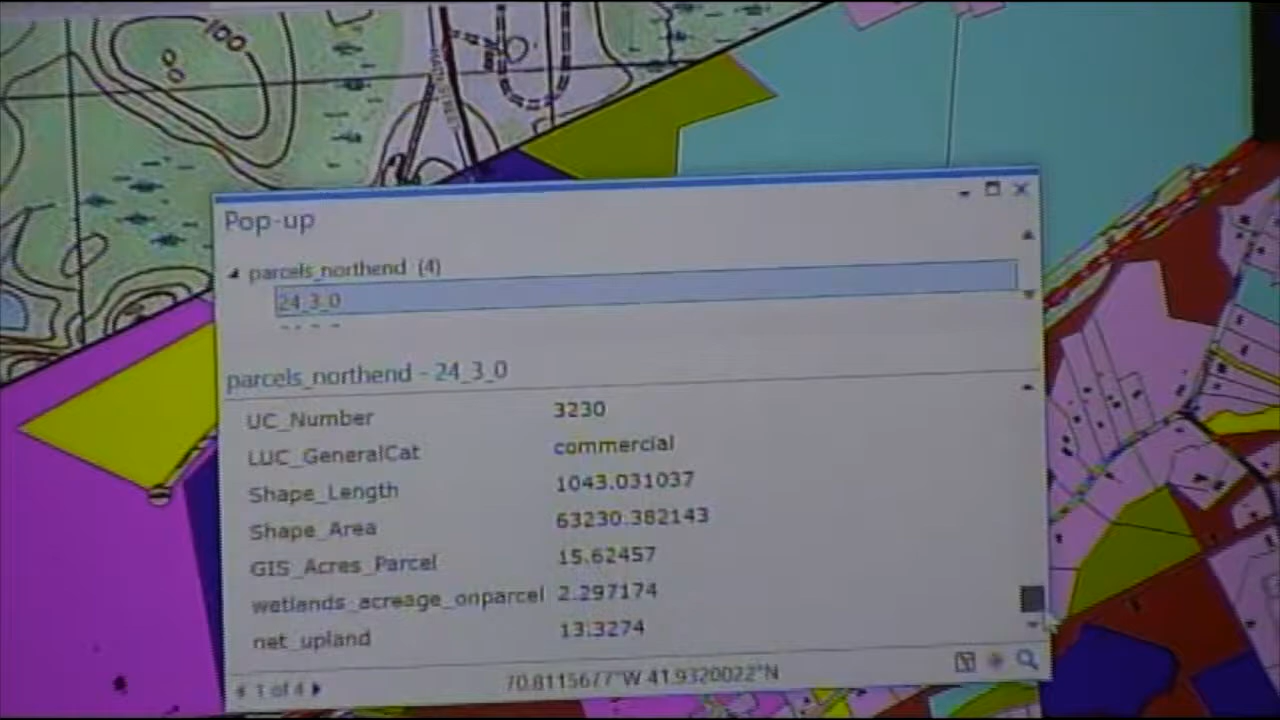 100
Pop-up
parcels_northend (4)
24_3_0
parcels_northend - 24_3_0
UC_Number 3230
LUC_GeneralCat commercial
Shape_Length 1043.031037
Shape_Area 63230.382143
GIS_Acres_Parcel 15.62457
wetlands_acreage_onparcel 2.297174
net_upland 13.3274
1 of 4
70.8115677°W 41.9320022°N